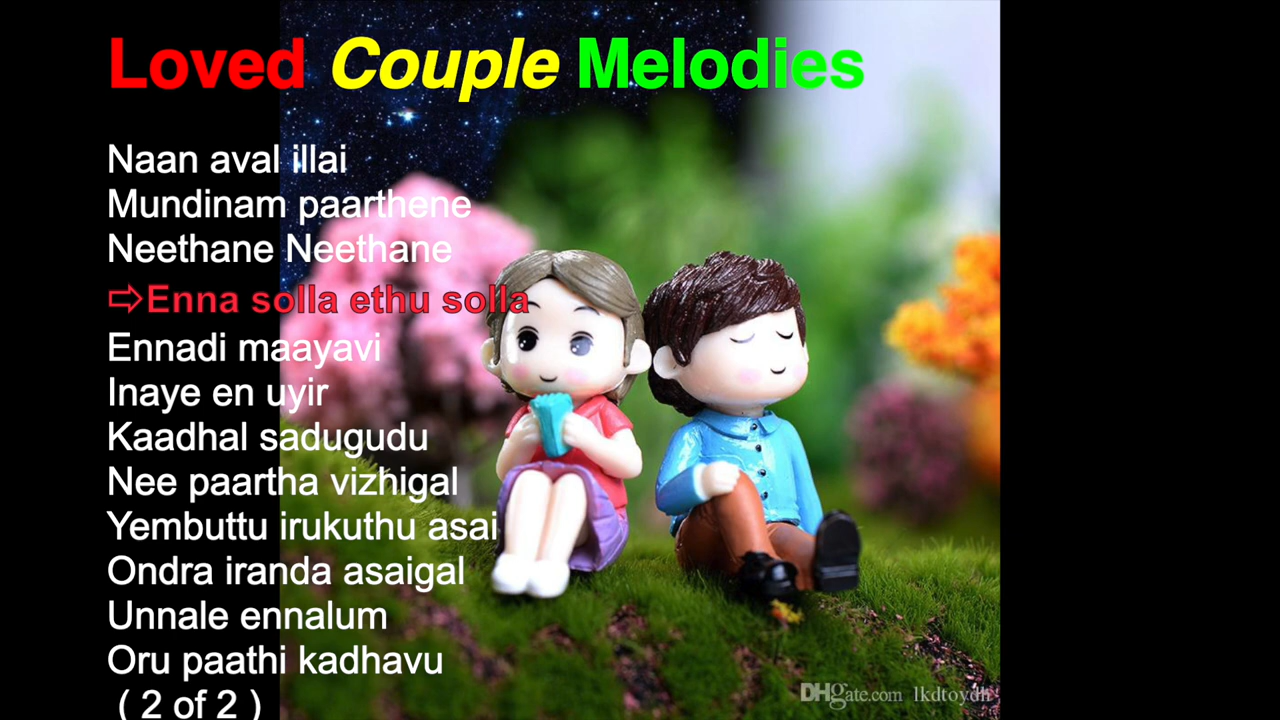 Loved Couple Melodies
Naan aval illai
Mundinam paarthene
Neethane Neethane
⇨Enna solla ethu solla
Ennadi maayavi
Inaye en uyir
Kaadhal sadugudu
Nee paartha vizhigal
Yembuttu irukuthu asai
Ondra iranda asaigal
Unnale ennalum
Oru paathi kadhavu
( 2 of 2 )
DHgate.com lkdtoydh